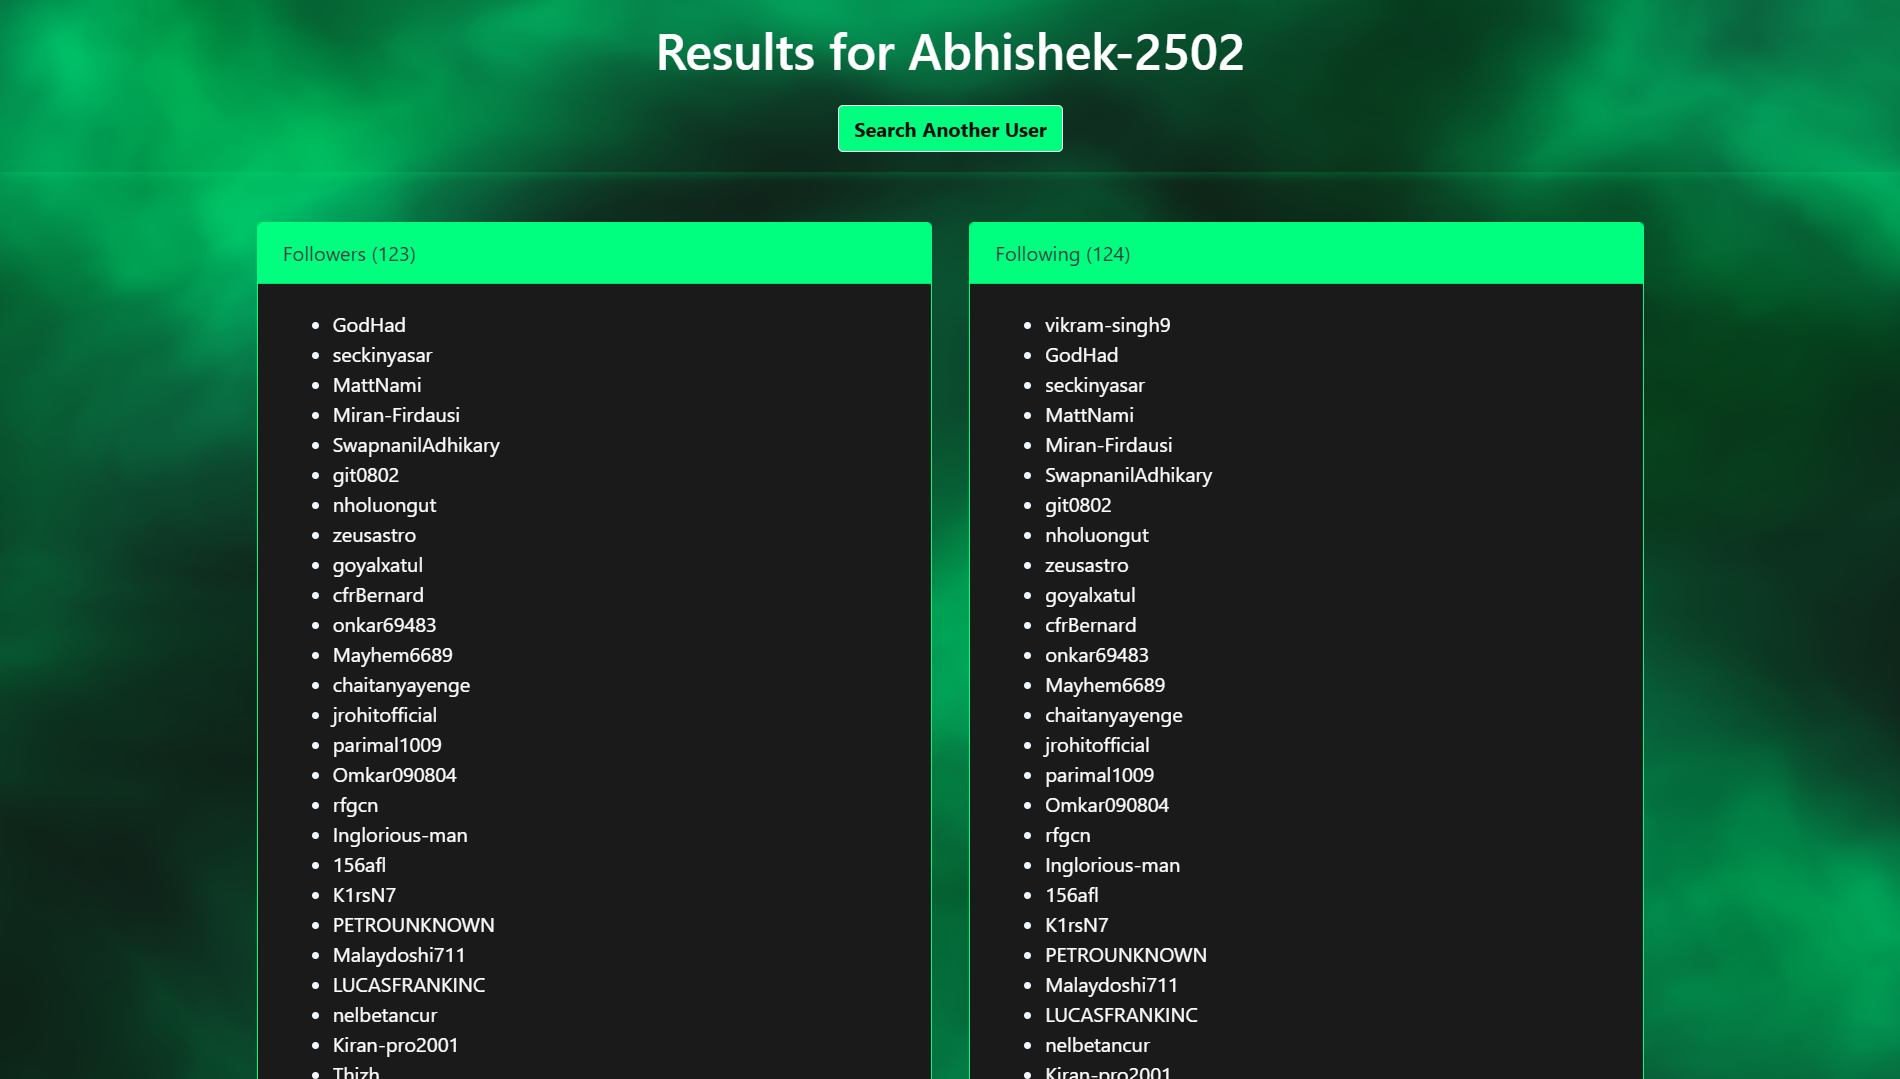 Results for Abhishek-2502
Search Another User
Followers (123)
GodHad
seckinyasar
MattNami
Miran-Firdausi
SwapnanilAdhikary
git0802
nholuongut
zeusastro
goyalxatul
cfrBernard
onkar69483
Mayhem6689
chaitanyayenge
jrohitofficial
parimal1009
Omkar090804
rfgcn
Inglorious-man
156afl
K1rsN7
PETROUNKNOWN
Malaydoshi711
LUCASFRANKINC
nelbetancur
Kiran-pro2001
Thizh
Following (124)
vikram-singh9
GodHad
seckinyasar
MattNami
Miran-Firdausi
SwapnanilAdhikary
git0802
nholuongut
zeusastro
goyalxatul
cfrBernard
onkar69483
Mayhem6689
chaitanyayenge
jrohitofficial
parimal1009
Omkar090804
rfgcn
Inglorious-man
156afl
K1rsN7
PETROUNKNOWN
Malaydoshi711
LUCASFRANKINC
nelbetancur
Kiran-pro2001